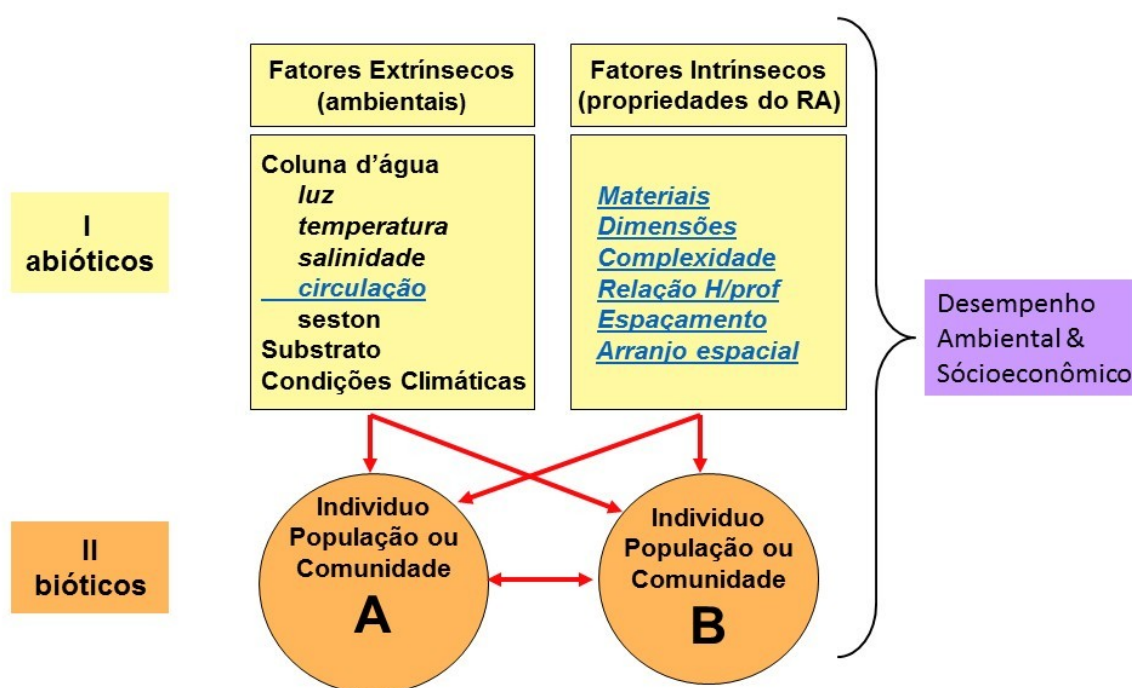 Fatores Extrínsecos
(ambientais)
Fatores Intrínsecos
(propriedades do RA)
I
abióticos
Coluna d'água
luz
temperatura
salinidade
circulação
seston
Substrato
Condições Climáticas
Materiais
Dimensões
Complexidade
Relação H/prof
Espaçamento
Arranjo espacial
Desempenho
Ambiental &
Sócioeconômico
II
bióticos
Individuo
População ou
Comunidade
A
Individuo
População ou
Comunidade
B